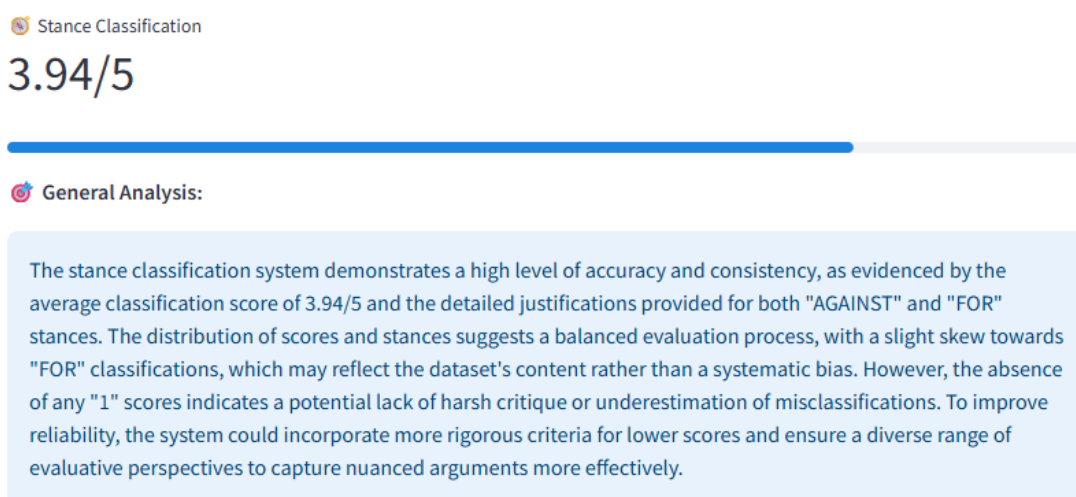 Stance Classification
3.94/5
General Analysis:
The stance classification system demonstrates a high level of accuracy and consistency, as evidenced by the
average classification score of 3.94/5 and the detailed justifications provided for both "AGAINST" and "FOR"
stances. The distribution of scores and stances suggests a balanced evaluation process, with a slight skew towards
"FOR" classifications, which may reflect the dataset's content rather than a systematic bias. However, the absence
of any "1" scores indicates a potential lack of harsh critique or underestimation of misclassifications. To improve
reliability, the system could incorporate more rigorous criteria for lower scores and ensure a diverse range of
evaluative perspectives to capture nuanced arguments more effectively.